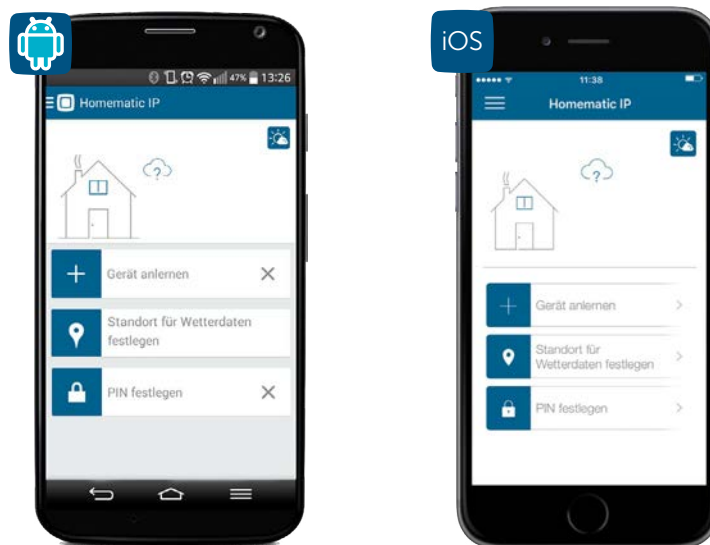 47% 13:26
Homematic IP
?
Gerät anlernen
Standort für Wetterdaten
festlegen
PIN festlegen
iOS
11:38
Homematic IP
?
Gerät anlernen
Standort für
Wetterdaten festlegen
PIN festlegen